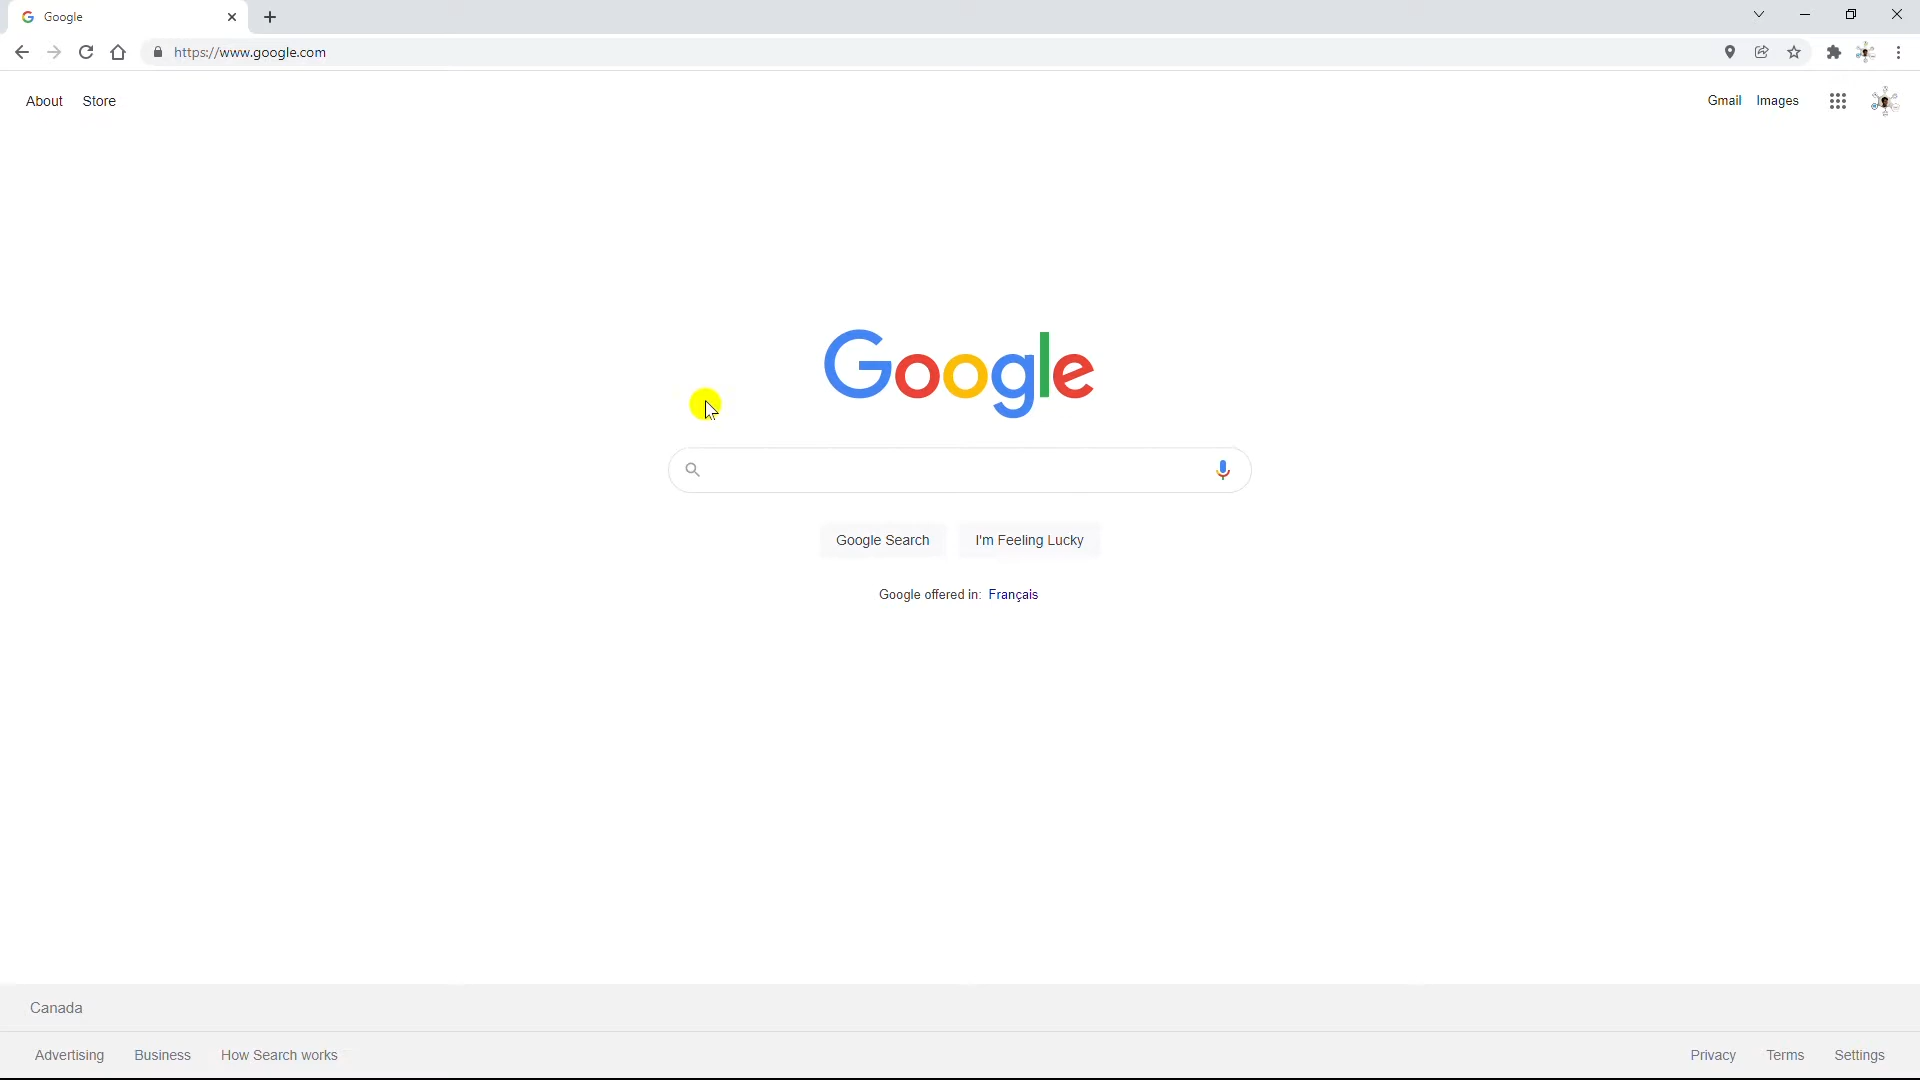 Google
https://www.google.com
About Store
Gmail Images
Google
Google Search I'm Feeling Lucky
Google offered in: Français
Canada
Advertising Business How Search works
Privacy Terms Settings